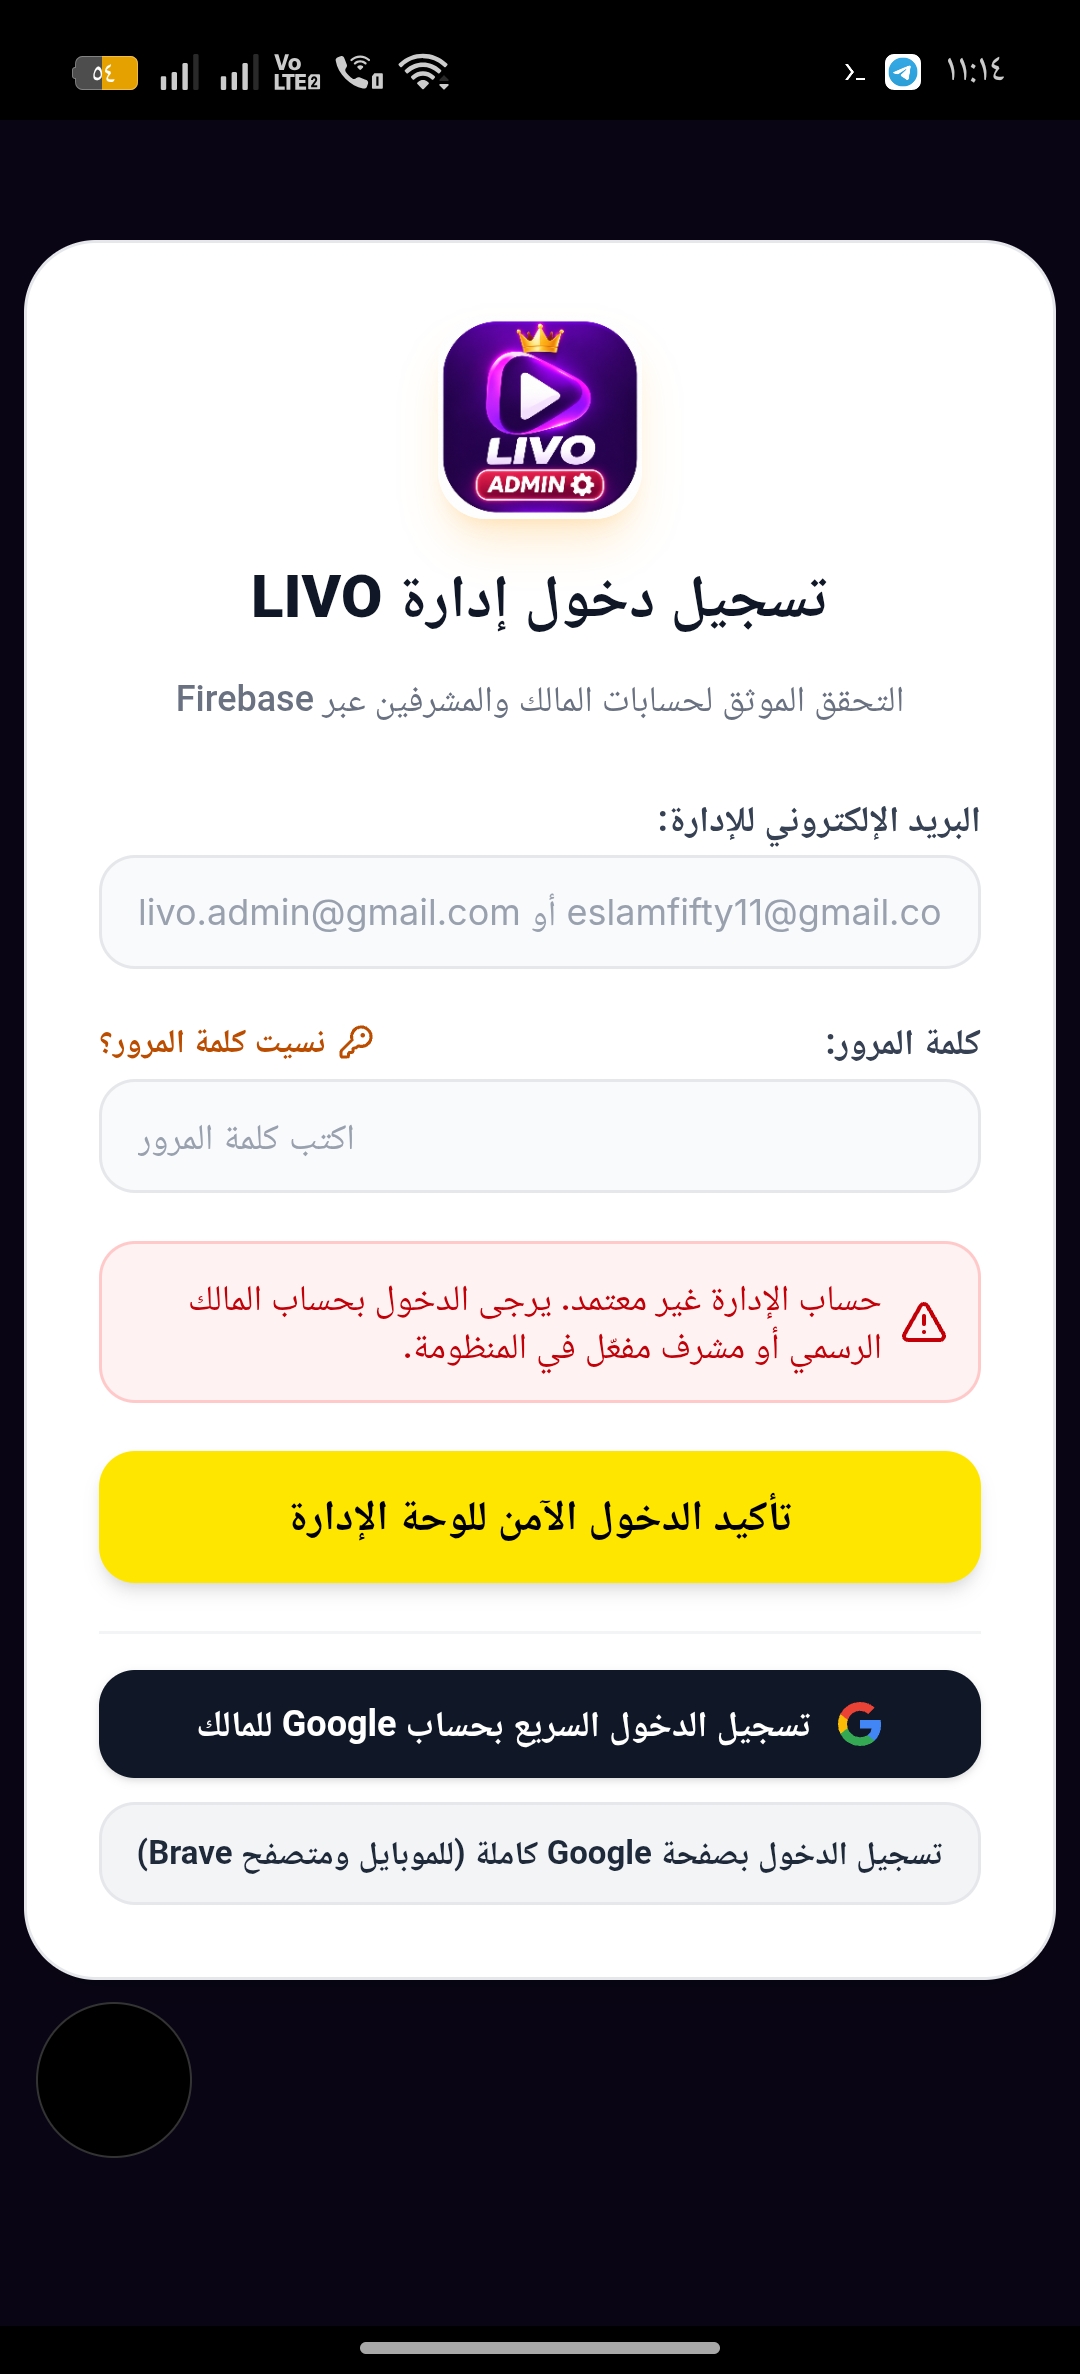 ٥٤ Vo LTE 2 ١١:١٤
LIVO
ADMIN
تسجيل دخول إدارة LIVO
التحقق الموثق لحسابات المالك والمشرفين عبر Firebase
البريد الإلكتروني للإدارة:
livo.admin@gmail.com أو eslamfifty11@gmail.co
كلمة المرور:
نسيت كلمة المرور؟
اكتب كلمة المرور
حساب الإدارة غير معتمد. يرجى الدخول بحساب المالك
الرسمي أو مشرف مفعّل في المنظومة.
تأكيد الدخول الآمن للوحة الإدارة
تسجيل الدخول السريع بحساب Google للمالك
تسجيل الدخول بصفحة Google كاملة (للموبايل ومتصفح Brave)